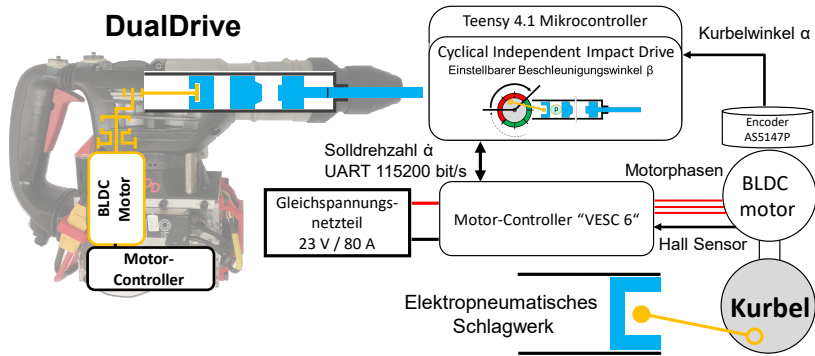 DualDrive
BLDC
Motor
Motor-
Controller
Teensy 4.1 Mikrocontroller
Cyclical Independent Impact Drive
Einstellbarer Beschleunigungswinkel β
p
Kurbelwinkel α
Encoder
AS5147P
Solldrehzahl α̇
UART 115200 bit/s
Motorphasen
BLDC
motor
Gleichspannungs-
netzteil
23 V / 80 A
Motor-Controller “VESC 6“
Hall Sensor
Elektropneumatisches
Schlagwerk
Kurbel